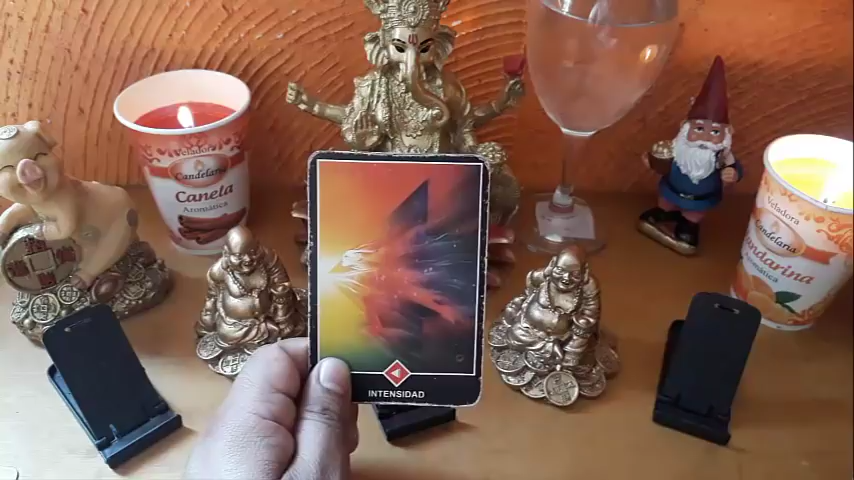 Veladora
Candelaria
Canela
Aromática
INTENSIDAD
Veladora
Candelaria
Aromática
Mandarina